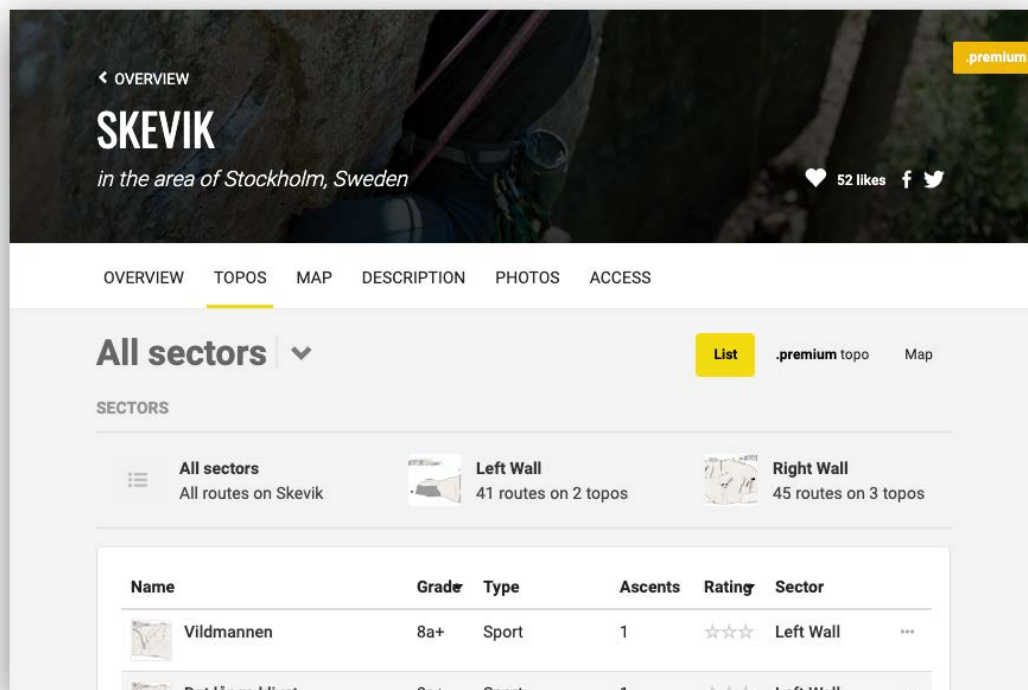 OVERVIEW
.premium
SKEVIK
in the area of Stockholm, Sweden
52 likes
OVERVIEW TOPOS MAP DESCRIPTION PHOTOS ACCESS
All sectors
List .premium topo Map
SECTORS
All sectors
All routes on Skevik
Left Wall
41 routes on 2 topos
Right Wall
45 routes on 3 topos
Name Grade Type Ascents Rating Sector
Vildmannen 8a+ Sport 1 Left Wall